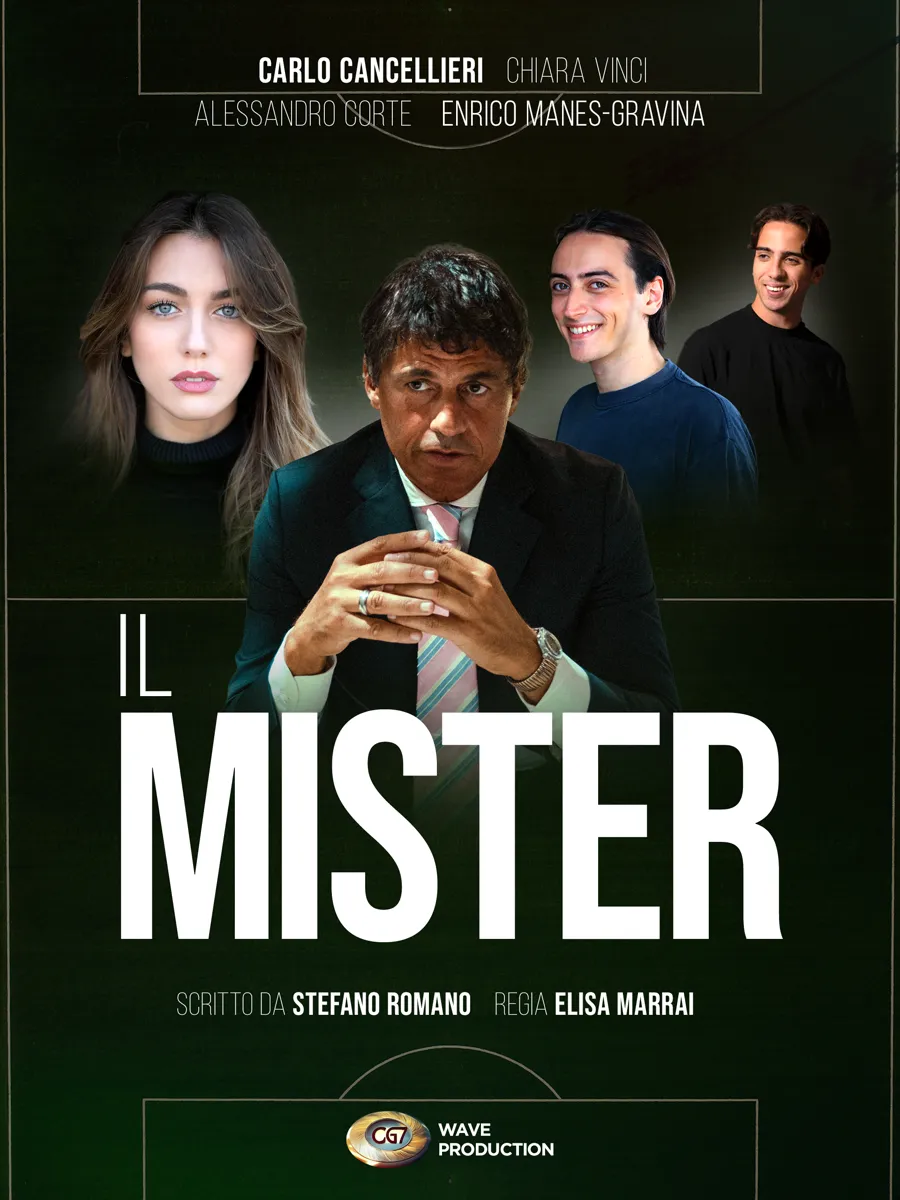 CARLO CANCELLIERI CHIARA VINCI
ALESSANDRO CORTE ENRICO MANES-GRAVINA
IL
MISTER
SCRITTO DA STEFANO ROMANO REGIA ELISA MARRAI
CG7
WAVE
PRODUCTION